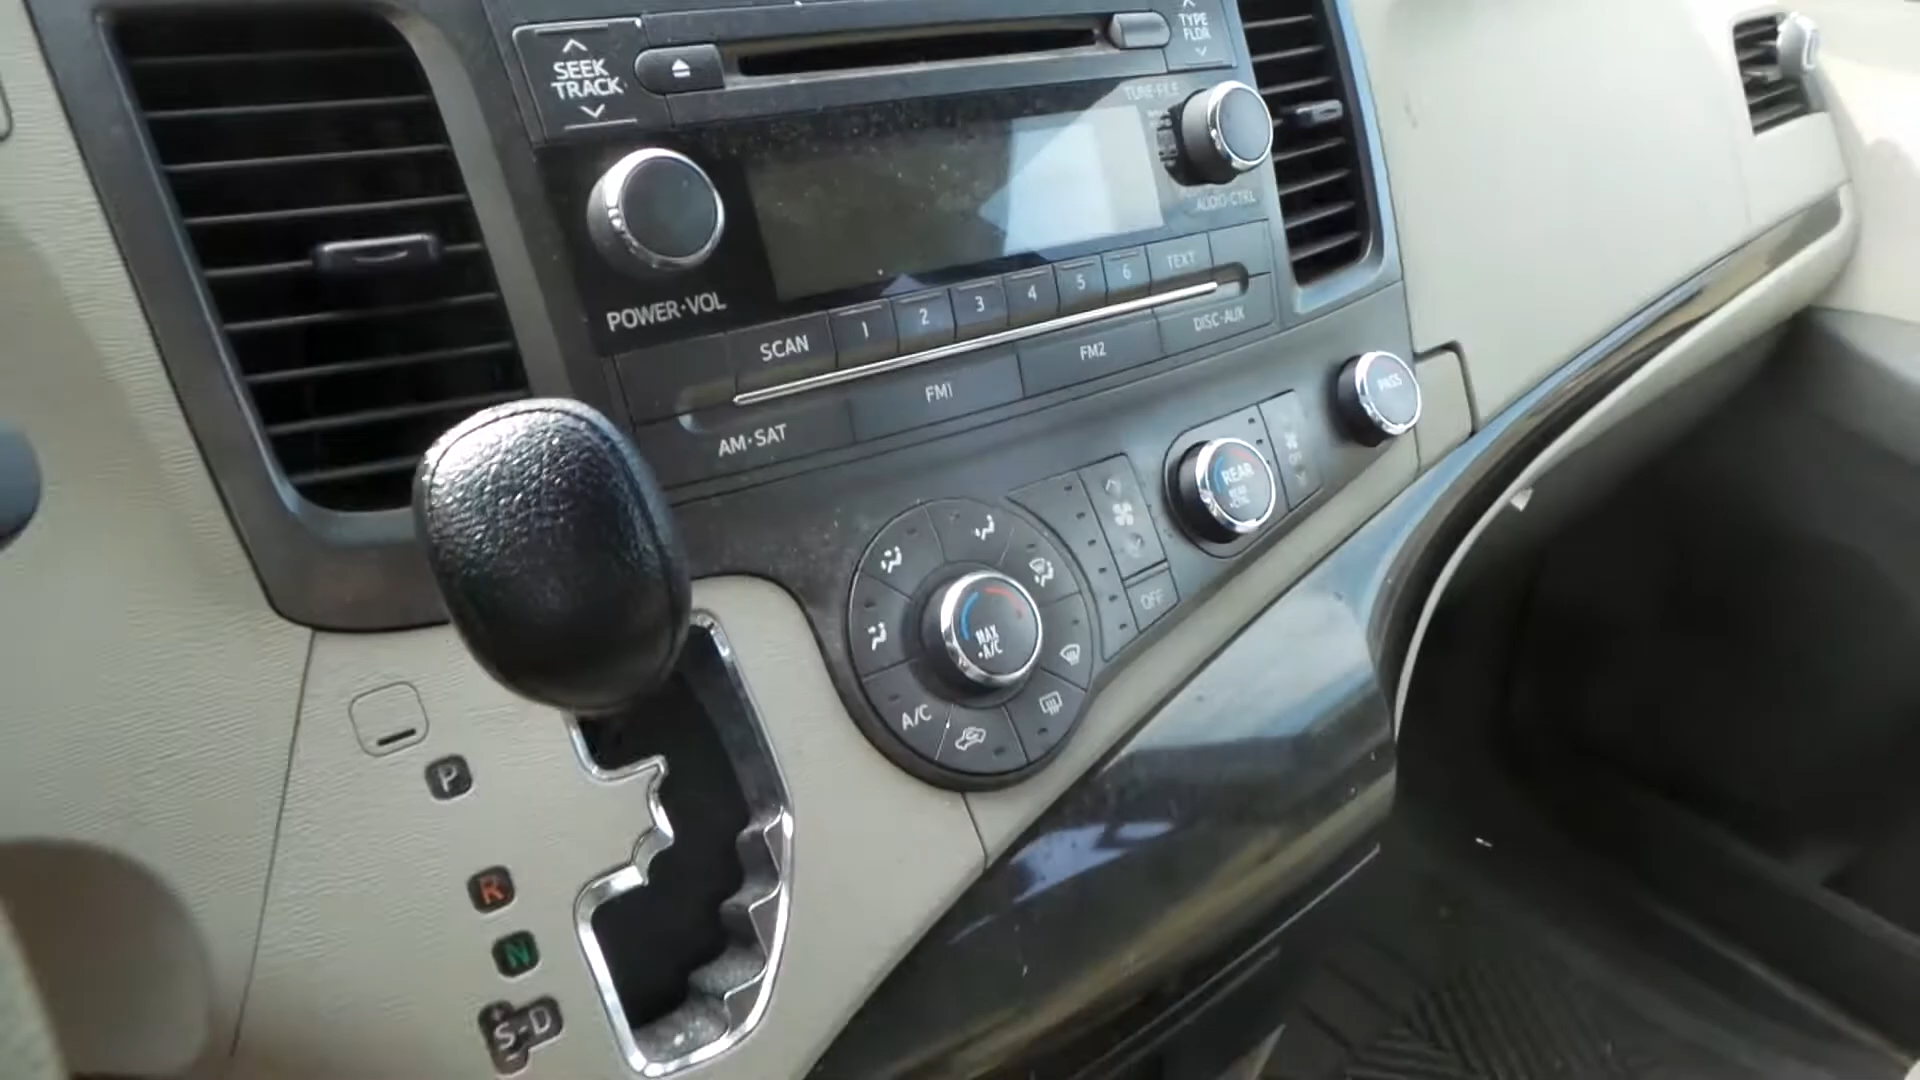 SEEK
TRACK
TYPE
FLDR
TUNE·FILE
AUDIO·CTRL
POWER·VOL
SCAN
1
2
3
4
5
6
TEXT
AM·SAT
FM1
FM2
DISC·AUX
PASS
REAR
OFF
OFF
MAX
•A/C
A/C
P
R
N
S-D